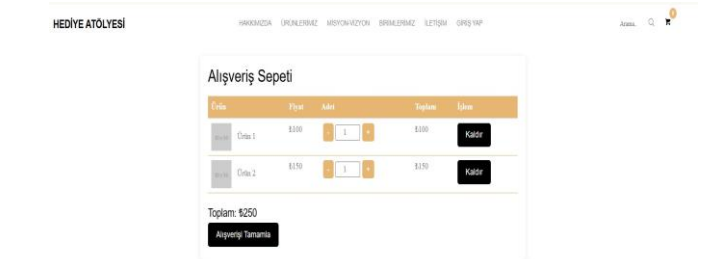 HEDİYE ATÖLYESİ
HAKKIMIZDA ÜRÜNLERİMİZ MİSYON-VİZYON BİRİMLERİMİZ İLETİŞİM GİRİŞ YAP
Arama
Alışveriş Sepeti
Ürün Fiyat Adet Toplam İşlem
Ürün 1 ₺100 - 1 + ₺100 Kaldır
Ürün 2 ₺150 - 1 + ₺150 Kaldır
Toplam: ₺250
Alışverişi Tamamla